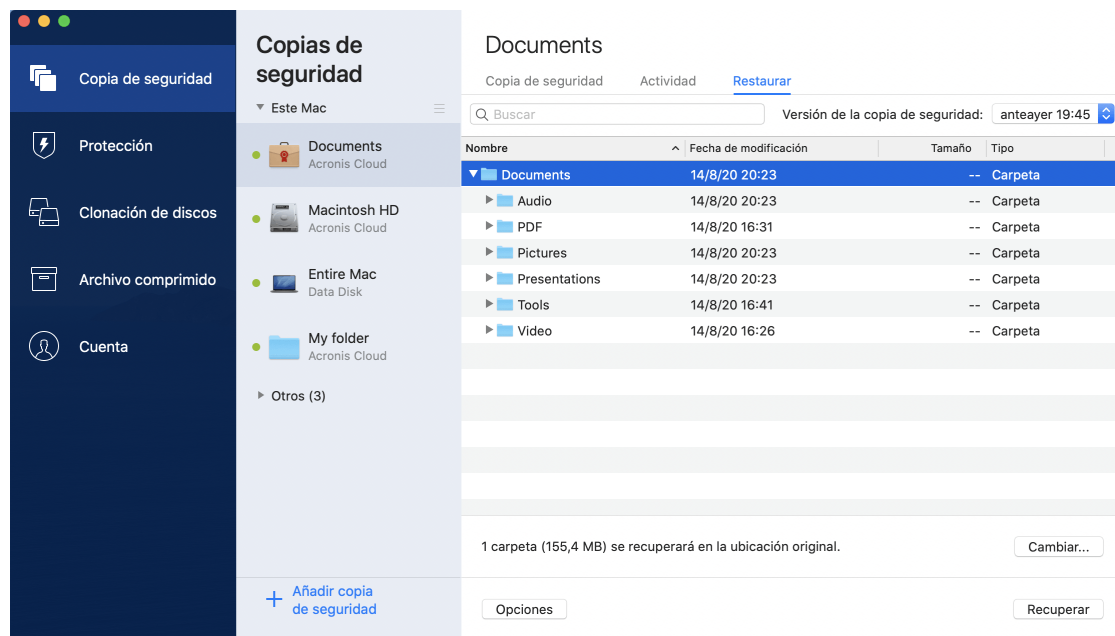 Copia de seguridad
Protección
Clonación de discos
Archivo comprimido
Cuenta
Copias de
seguridad
Este Mac
Documents
Acronis Cloud
Macintosh HD
Acronis Cloud
Entire Mac
Data Disk
My folder
Acronis Cloud
Otros (3)
Añadir copia
de seguridad
Documents
Copia de seguridad Actividad Restaurar
Buscar Versión de la copia de seguridad: anteayer 19:45
Nombre Fecha de modificación Tamaño Tipo
Documents 14/8/20 20:23 -- Carpeta
Audio 14/8/20 20:23 -- Carpeta
PDF 14/8/20 16:31 -- Carpeta
Pictures 14/8/20 20:23 -- Carpeta
Presentations 14/8/20 20:23 -- Carpeta
Tools 14/8/20 16:41 -- Carpeta
Video 14/8/20 16:26 -- Carpeta
1 carpeta (155,4 MB) se recuperará en la ubicación original. Cambiar...
Opciones Recuperar